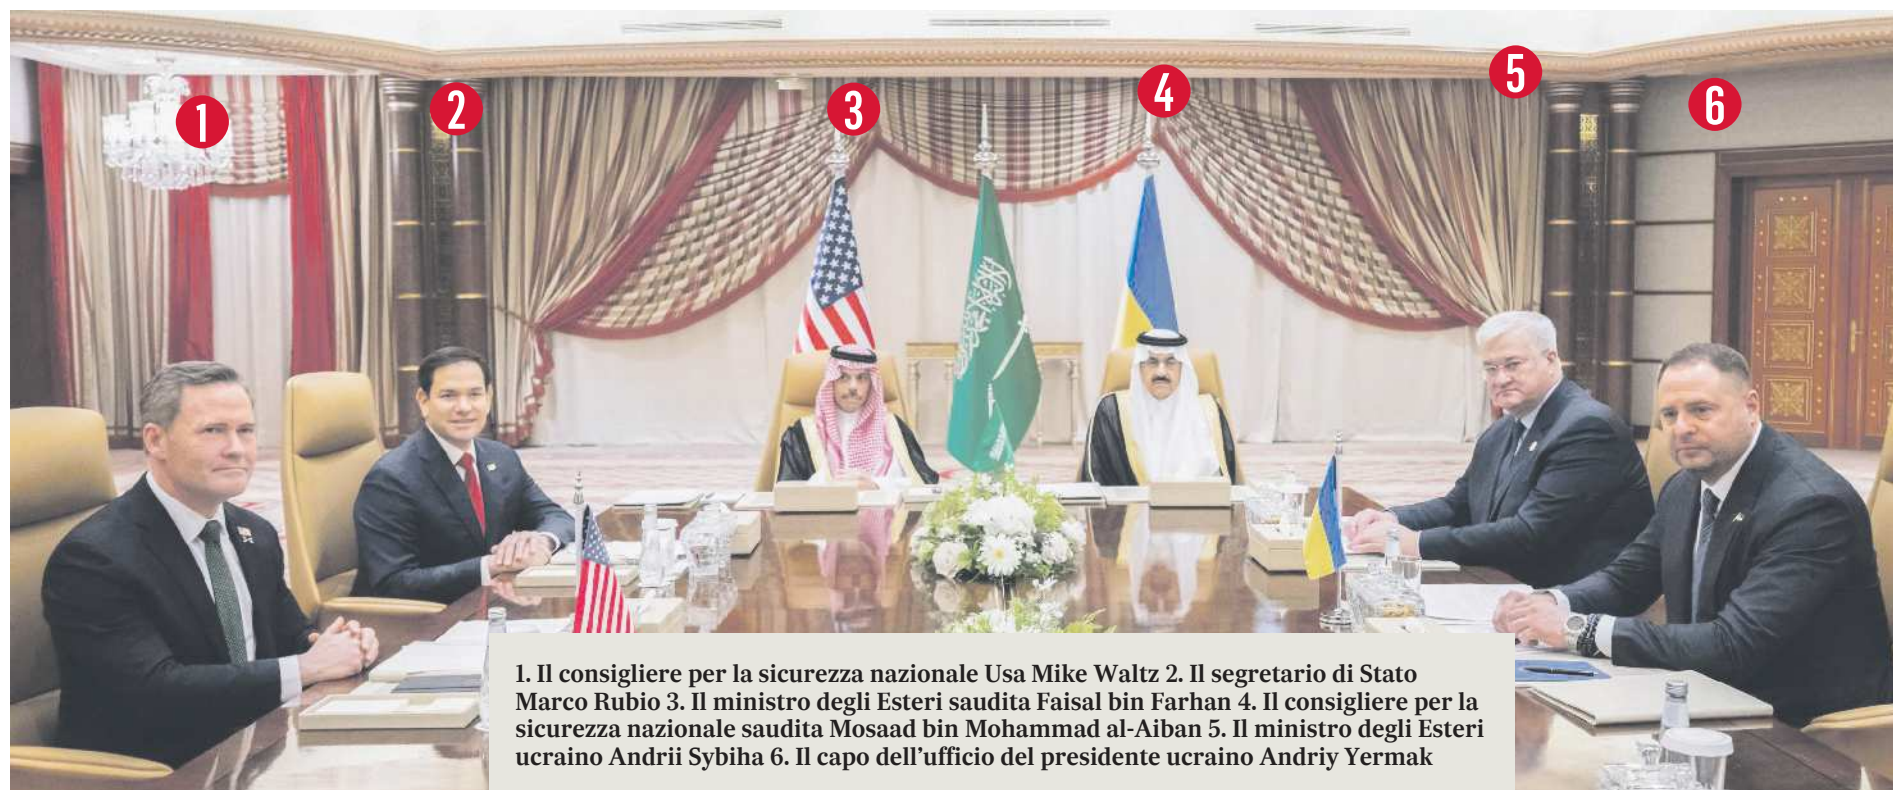 1
2
3
4
5
6
1. Il consigliere per la sicurezza nazionale Usa Mike Waltz 2. Il segretario di Stato
Marco Rubio 3. Il ministro degli Esteri saudita Faisal bin Farhan 4. Il consigliere per la
sicurezza nazionale saudita Mosaad bin Mohammad al-Aiban 5. Il ministro degli Esteri
ucraino Andrii Sybiha 6. Il capo dell’ufficio del presidente ucraino Andriy Yermak